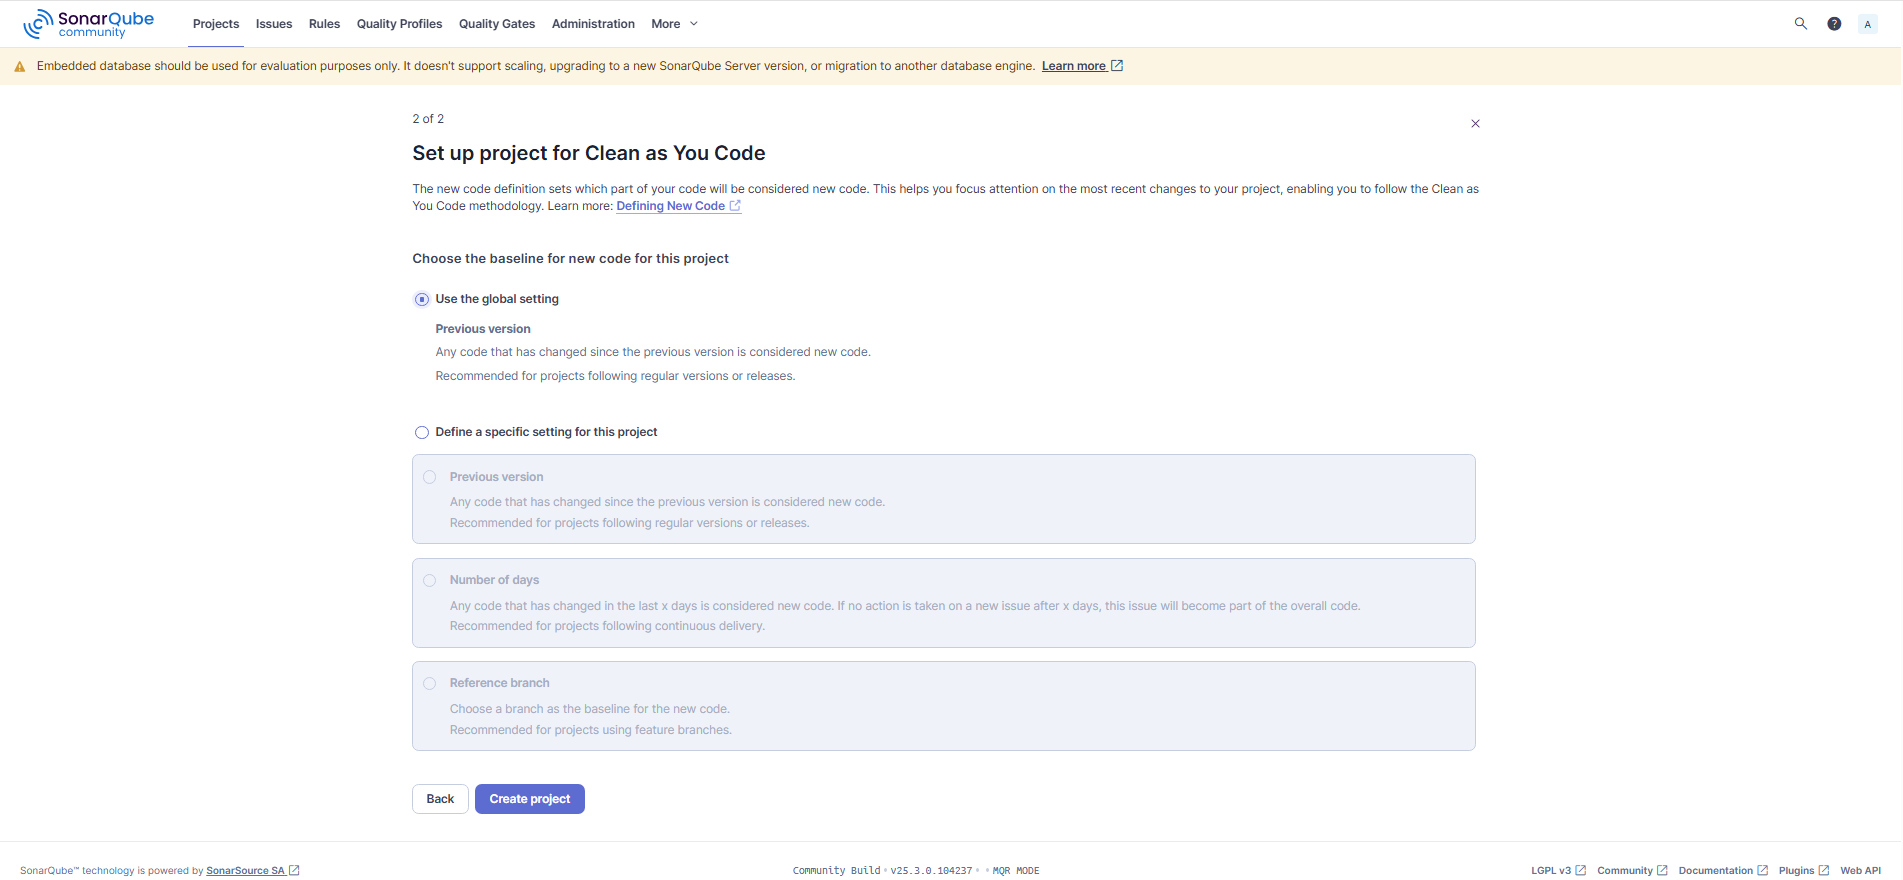 SonarQube
community
Projects Issues Rules Quality Profiles Quality Gates Administration More ? A
Embedded database should be used for evaluation purposes only. It doesn't support scaling, upgrading to a new SonarQube Server version, or migration to another database engine. Learn more
2 of 2
Set up project for Clean as You Code
The new code definition sets which part of your code will be considered new code. This helps you focus attention on the most recent changes to your project, enabling you to follow the Clean as
You Code methodology. Learn more: Defining New Code
Choose the baseline for new code for this project
Use the global setting
Previous version
Any code that has changed since the previous version is considered new code.
Recommended for projects following regular versions or releases.
Define a specific setting for this project
Previous version
Any code that has changed since the previous version is considered new code.
Recommended for projects following regular versions or releases.
Number of days
Any code that has changed in the last x days is considered new code. If no action is taken on a new issue after x days, this issue will become part of the overall code.
Recommended for projects following continuous delivery.
Reference branch
Choose a branch as the baseline for the new code.
Recommended for projects using feature branches.
Back Create project
SonarQube™ technology is powered by SonarSource SA Community Build • v25.3.0.104237 • • MQR MODE LGPL v3 Community Documentation Plugins Web API